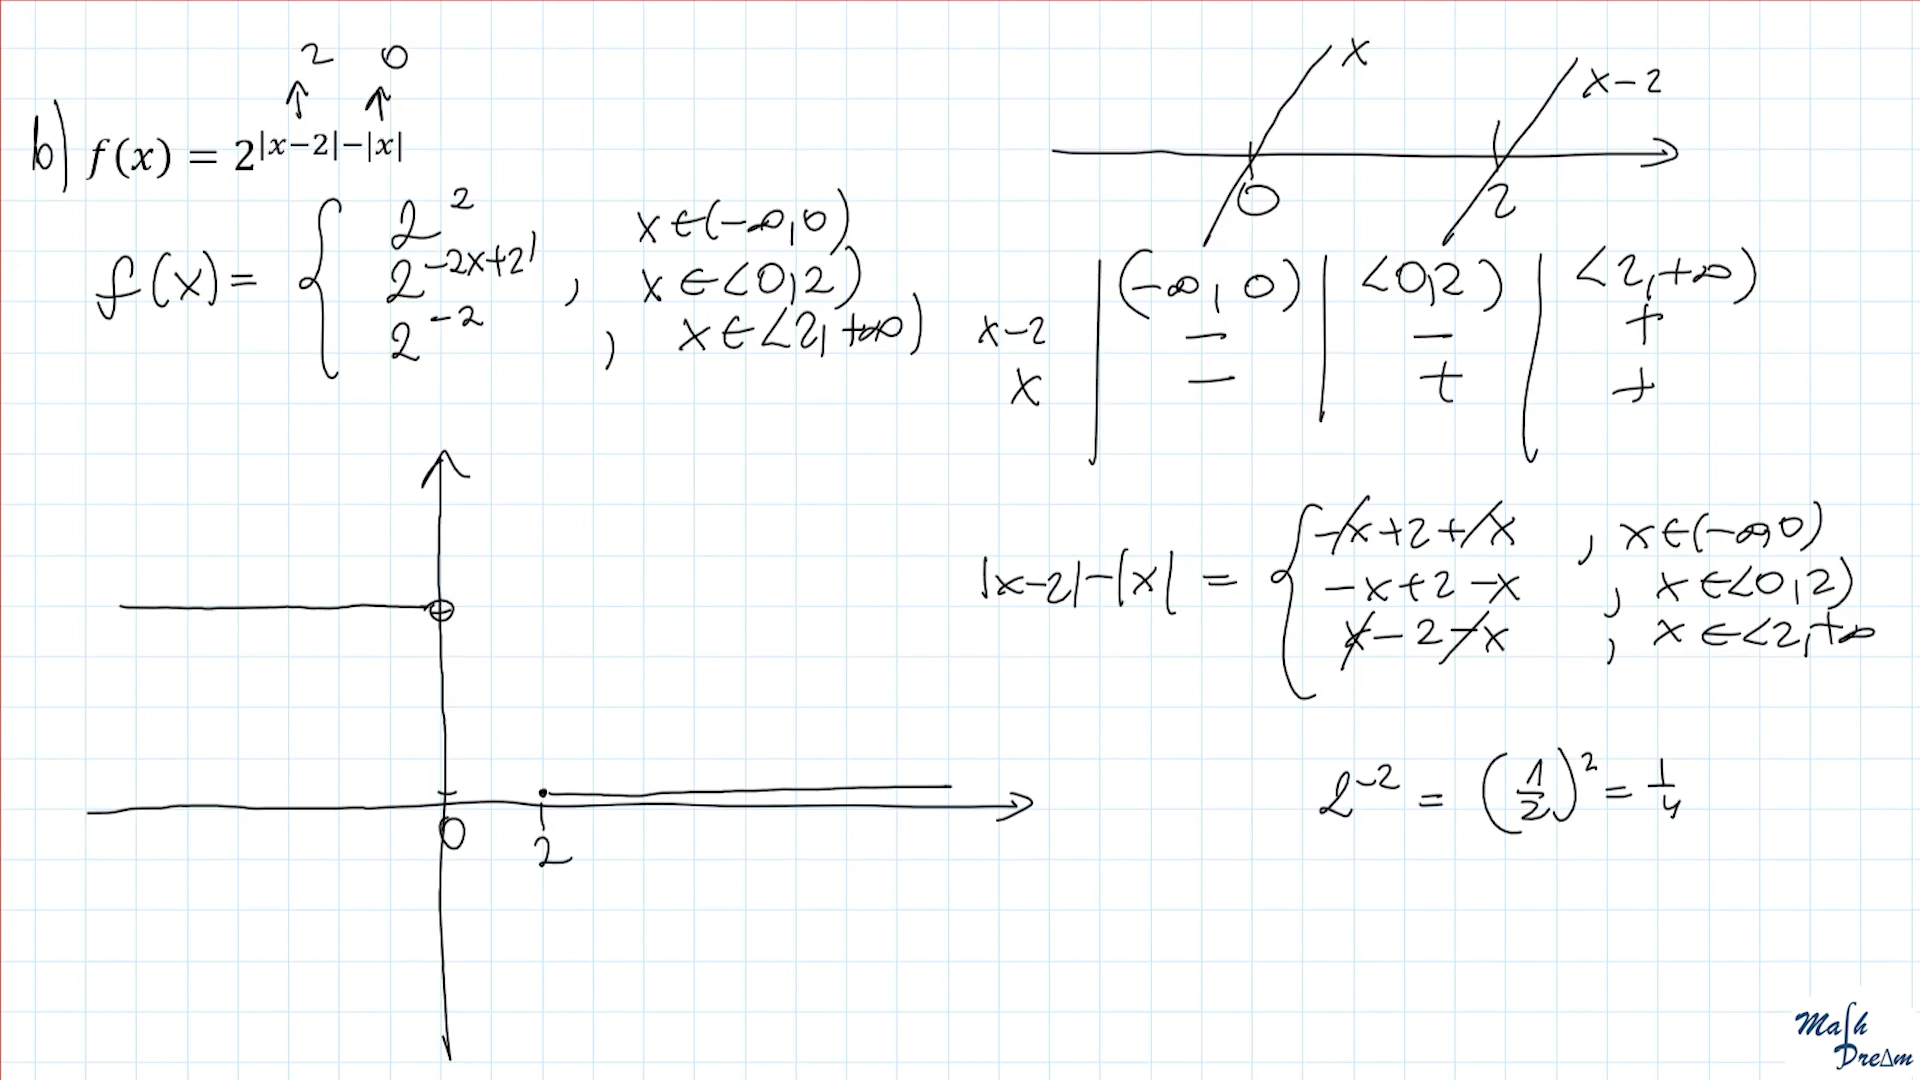 2 0
↑ ↑
b) f(x) = 2^{|x−2|−|x|}
f(x) = { 2^2 x∈(−∞,0)
2^{−2x+2} , x∈<0,2)
2^{−2} , x∈<2,+∞)
x x−2
0 2
(−∞,0) | <0,2) | <2,+∞)
x−2 − − +
x − + +
|x−2|−|x| = { −x+2+x , x∈(−∞,0)
−x+2−x , x∈<0,2)
x−2−x , x∈<2,+∞
2^{−2} = (1/2)^2 = 1/4
0 2
Math
Dre∆m